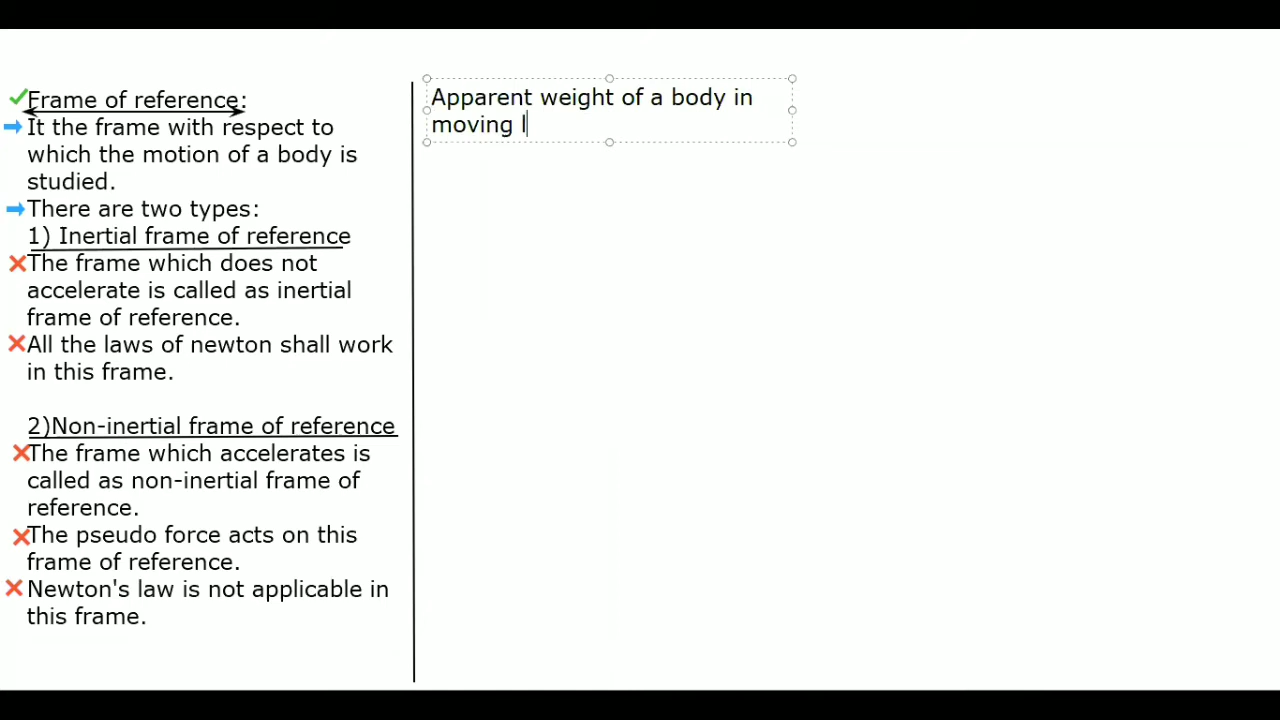 Frame of reference:
It the frame with respect to
which the motion of a body is
studied.
There are two types:
1) Inertial frame of reference
The frame which does not
accelerate is called as inertial
frame of reference.
All the laws of newton shall work
in this frame.
2)Non-inertial frame of reference
The frame which accelerates is
called as non-inertial frame of
reference.
The pseudo force acts on this
frame of reference.
Newton's law is not applicable in
this frame.
Apparent weight of a body in
moving l